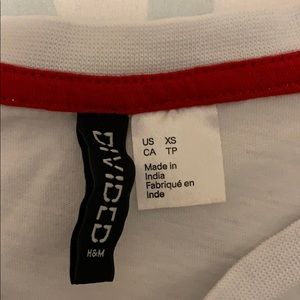 DIVIDED
H&M
US XS
CA TP
Made in
India
Fabriqué en
Inde